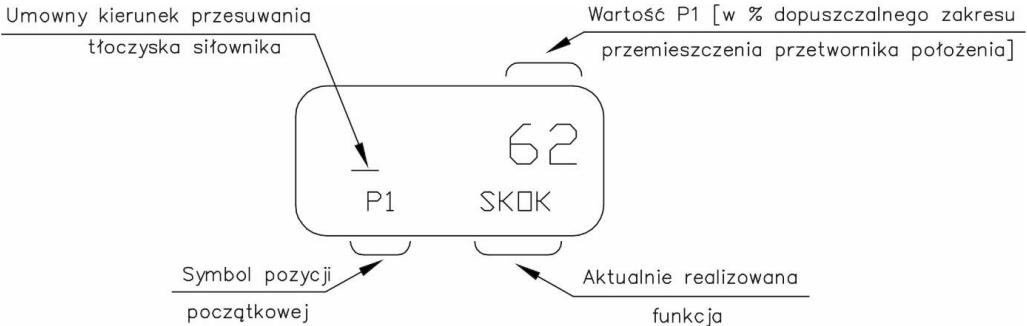 Umowny kierunek przesuwania
tłoczyska siłownika
Wartość P1 [w % dopuszczalnego zakresu
przemieszczenia przetwornika położenia]
62
P1 SKOK
Symbol pozycji
początkowej
Aktualnie realizowana
funkcja